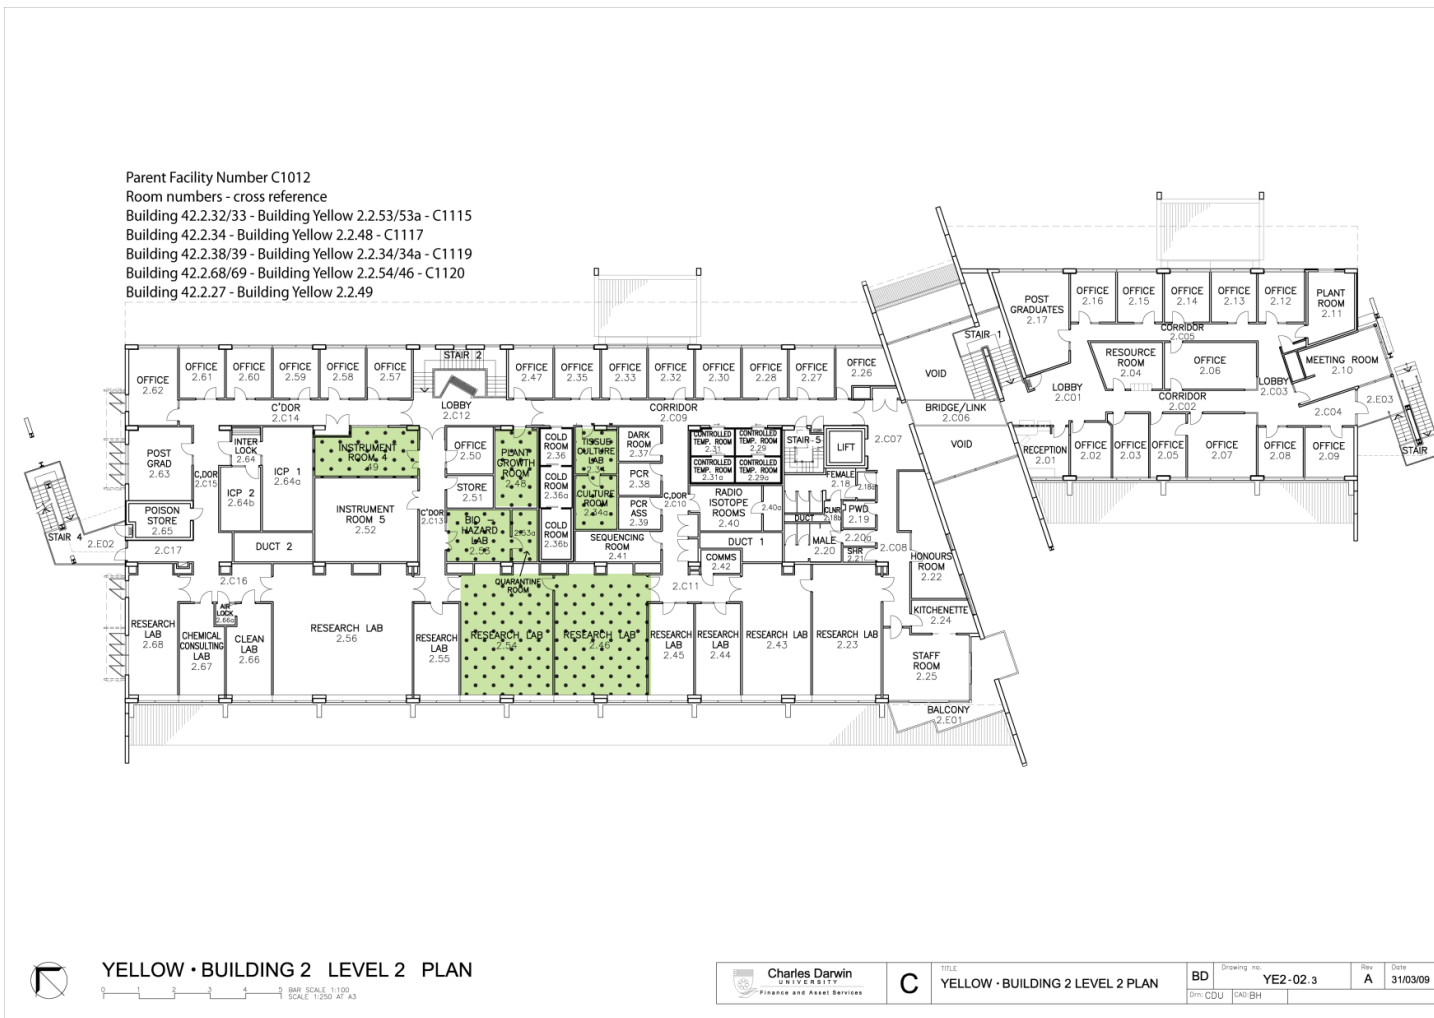 Parent Facility Number C1012
Room numbers - cross reference
Building 42.2.32/33 - Building Yellow 2.2.53/53a - C1115
Building 42.2.34 - Building Yellow 2.2.48 - C1117
Building 42.2.38/39 - Building Yellow 2.2.34/34a - C1119
Building 42.2.68/69 - Building Yellow 2.2.54/46 - C1120
Building 42.2.27 - Building Yellow 2.2.49
POST GRADUATES 2.17
OFFICE 2.16
OFFICE 2.15
OFFICE 2.14
OFFICE 2.13
OFFICE 2.12
PLANT ROOM 2.11
CORRIDOR 2.C05
STAIR 1
RESOURCE ROOM 2.04
OFFICE 2.06
MEETING ROOM 2.10
VOID
LOBBY 2.C01
LOBBY 2.C03
CORRIDOR 2.C02
2.C04
2.E03
BRIDGE/LINK 2.C06
VOID
RECEPTION 2.01
OFFICE 2.02
OFFICE 2.03
OFFICE 2.05
OFFICE 2.07
OFFICE 2.08
OFFICE 2.09
STAIR
OFFICE 2.62
OFFICE 2.61
OFFICE 2.60
OFFICE 2.59
OFFICE 2.58
OFFICE 2.57
STAIR 2
OFFICE 2.47
OFFICE 2.35
OFFICE 2.33
OFFICE 2.32
OFFICE 2.30
OFFICE 2.28
OFFICE 2.27
OFFICE 2.26
C'DOR 2.C14
LOBBY 2.C12
CORRIDOR 2.C09
2.C07
POST GRAD 2.63
C,DOR 2.C15
INTER LOCK 2.64
ICP 1 2.64a
ICP 2 2.64b
INSTRUMENT ROOM 4 49
INSTRUMENT ROOM 5 2.52
OFFICE 2.50
STORE 2.51
C'DOR 2.C13
PLANT GROWTH ROOM 2.48
COLD ROOM 2.36
COLD ROOM 2.36a
COLD ROOM 2.36b
TISSUE CULTURE LAB 2.34
CULTURE ROOM 2.34a
DARK ROOM 2.37
PCR 2.38
PCR ASS 2.39
SEQUENCING ROOM 2.41
C,DOR 2.C10
CONTROLLED TEMP. ROOM 2.31
CONTROLLED TEMP. ROOM 2.29
CONTROLLED TEMP. ROOM 2.31a
CONTROLLED TEMP. ROOM 2.29a
RADIO ISOTOPE ROOMS 2.40
2.40a
STAIR 5
LIFT
FEMALE 2.18
2.18a
CLNR 2.18b
DUCT
PWD 2.19
MALE 2.20
2.20a
SHR 2.21
2.C08
DUCT 1
COMMS 2.42
POISON STORE 2.65
DUCT 2
BIO - HAZARD LAB 2.53
2.53a
QUARANTINE ROOM
STAIR 4
2.E02
2.C17
2.C16
2.C11
HONOURS ROOM 2.22
KITCHENETTE 2.24
STAFF ROOM 2.25
BALCONY 2.E01
RESEARCH LAB 2.68
CHEMICAL CONSULTING LAB 2.67
AIR LOCK 2.66a
CLEAN LAB 2.66
RESEARCH LAB 2.56
RESEARCH LAB 2.55
RESEARCH LAB 2.54
RESEARCH LAB 2.46
RESEARCH LAB 2.45
RESEARCH LAB 2.44
RESEARCH LAB 2.43
RESEARCH LAB 2.23
YELLOW • BUILDING 2 LEVEL 2 PLAN
0 1 2 3 4 5
BAR SCALE 1:100
SCALE 1:250 AT A3
Charles Darwin
UNIVERSITY
Finance and Asset Services
C
TITLE
YELLOW • BUILDING 2 LEVEL 2 PLAN
BD
Drawing no.
YE2-02.3
Rev
A
Date
31/03/09
Drn: CDU
CAD: BH